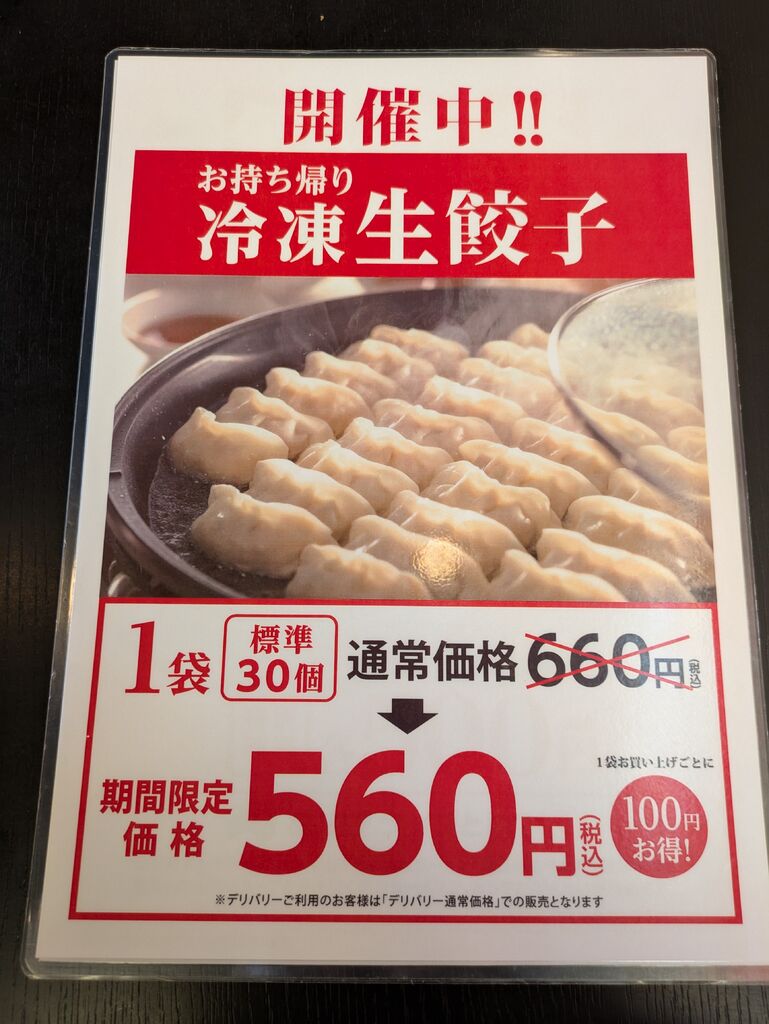 開催中!!
お持ち帰り
冷凍生餃子
1袋 標準30個 通常価格660円(税込)
期間限定価格 560円(税込)
1袋お買い上げごとに
100円お得!
※デリバリーご利用のお客様は「デリバリー通常価格」での販売となります